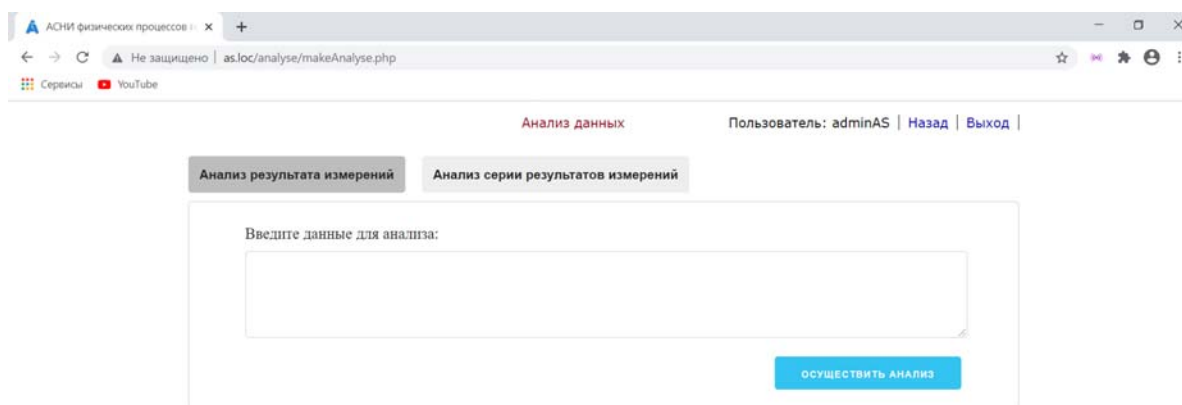 АСНИ физических процессов
Не защищено | as.loc/analyse/makeAnalyse.php
Сервисы YouTube
Анализ данных Пользователь: adminAS | Назад | Выход |
Анализ результата измерений Анализ серии результатов измерений
Введите данные для анализа:
ОСУЩЕСТВИТЬ АНАЛИЗ